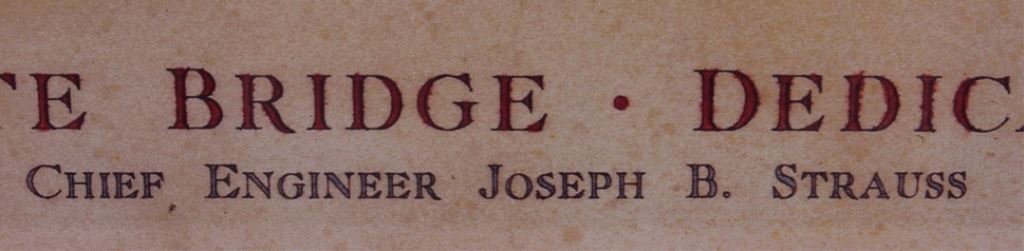 TE BRIDGE · DEDIC
CHIEF ENGINEER JOSEPH B. STRAUSS